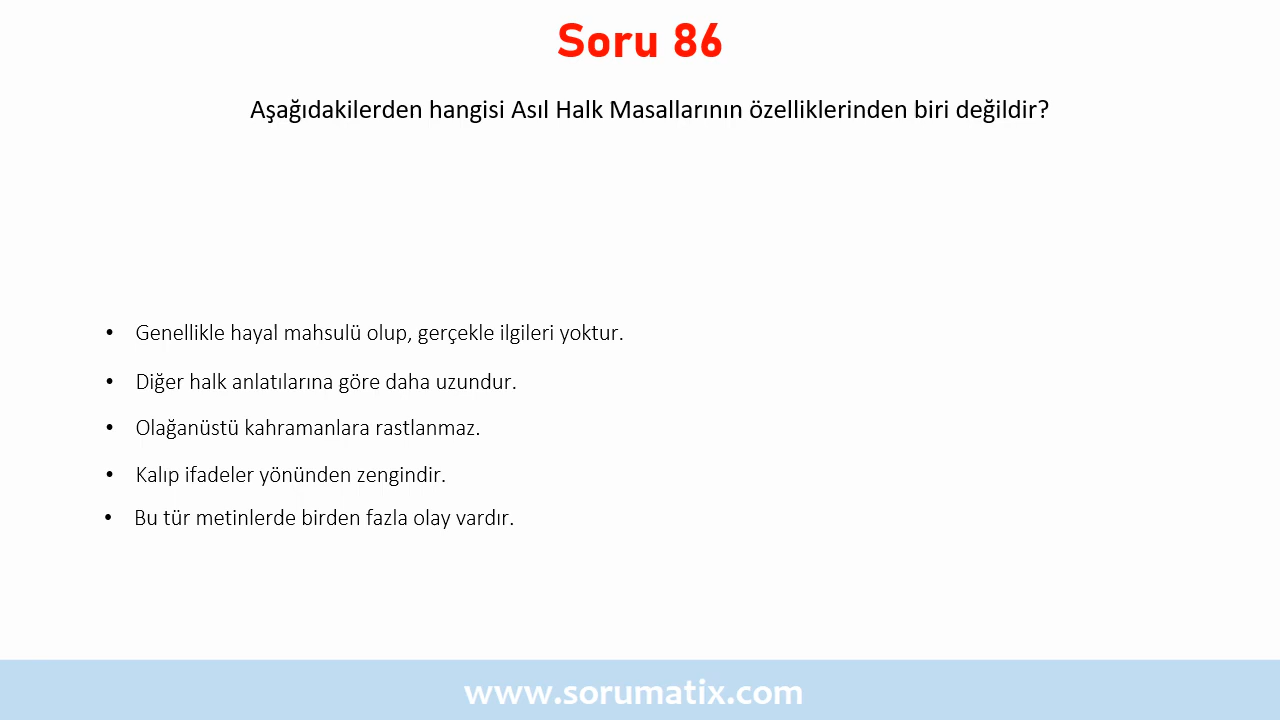 Soru 86
Aşağıdakilerden hangisi Asıl Halk Masallarının özelliklerinden biri değildir?
• Genellikle hayal mahsulü olup, gerçekle ilgileri yoktur.
• Diğer halk anlatılarına göre daha uzundur.
• Olağanüstü kahramanlara rastlanmaz.
• Kalıp ifadeler yönünden zengindir.
• Bu tür metinlerde birden fazla olay vardır.
www.sorumatix.com